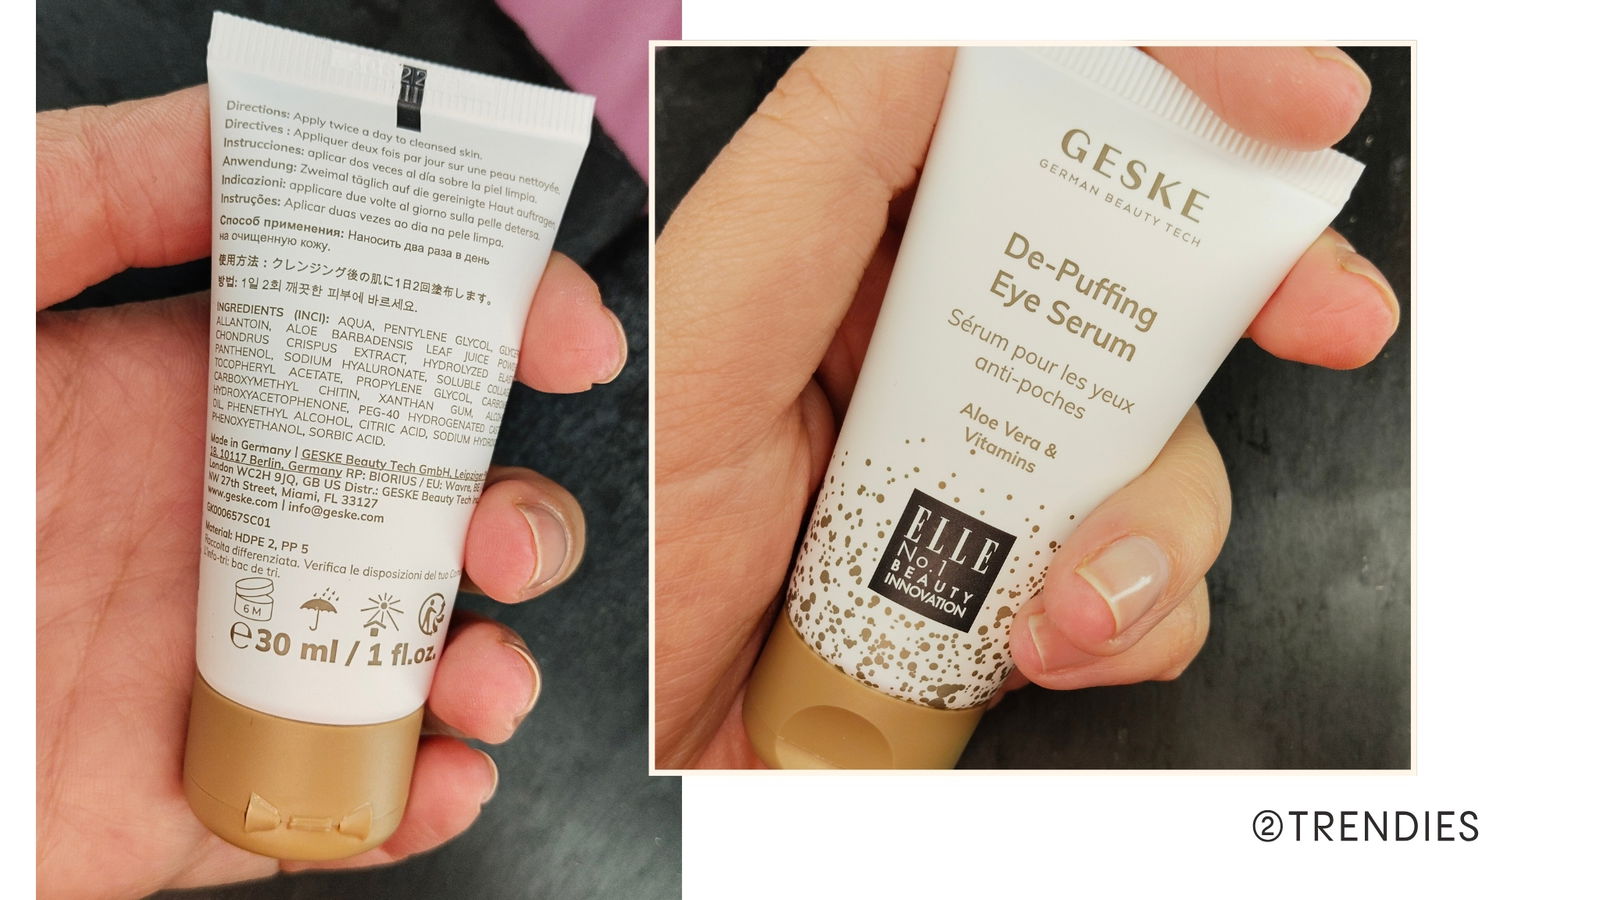 22
11
Directions: Apply twice a day to cleansed skin.
Directives : Appliquer deux fois par jour sur une peau nettoyée.
Instrucciones: aplicar dos veces al día sobre la piel limpia.
Anwendung: Zweimal täglich auf die gereinigte Haut auftragen.
Indicazioni: applicare due volte al giorno sulla pelle detersa.
Instruções: Aplicar duas vezes ao dia na pele limpa.
Способ применения: Наносить два раза в день
на очищенную кожу.
使用方法：クレンジング後の肌に1日2回塗布します。
방법: 1일 2회 깨끗한 피부에 바르세요.
INGREDIENTS (INCI): AQUA, PENTYLENE GLYCOL,
ALLANTOIN, ALOE BARBADENSIS LEAF JUICE
CHONDRUS CRISPUS EXTRACT, HYDROLYZED
PANTHENOL, SODIUM HYALURONATE, SOLUBLE
TOCOPHERYL ACETATE, PROPYLENE GLYCOL,
CARBOXYMETHYL CHITIN, XANTHAN GUM,
HYDROXYACETOPHENONE, PEG-40 HYDROGENATED
OIL, PHENETHYL ALCOHOL, CITRIC ACID, SODIUM
PHENOXYETHANOL, SORBIC ACID.
Made in Germany | GESKE Beauty Tech GmbH,
18, 10117 Berlin, Germany RP: BIORIUS / EU: Wavre,
London WC2H 9JQ, GB US Distr.: GESKE Beauty Tech
NW 27th Street, Miami, FL 33127
www.geske.com | info@geske.com
GK000657SC01
Material: HDPE 2, PP 5
Raccolta differenziata. Verifica le disposizioni del tuo
L'info-tri: bac de tri.
6 M
℮30 ml / 1 fl.oz.
GESKE
GERMAN BEAUTY TECH
De-Puffing
Eye Serum
Sérum pour les yeux
anti-poches
Aloe Vera &
Vitamins
ELLE
No.1
BEAUTY
INNOVATION
②TRENDIES